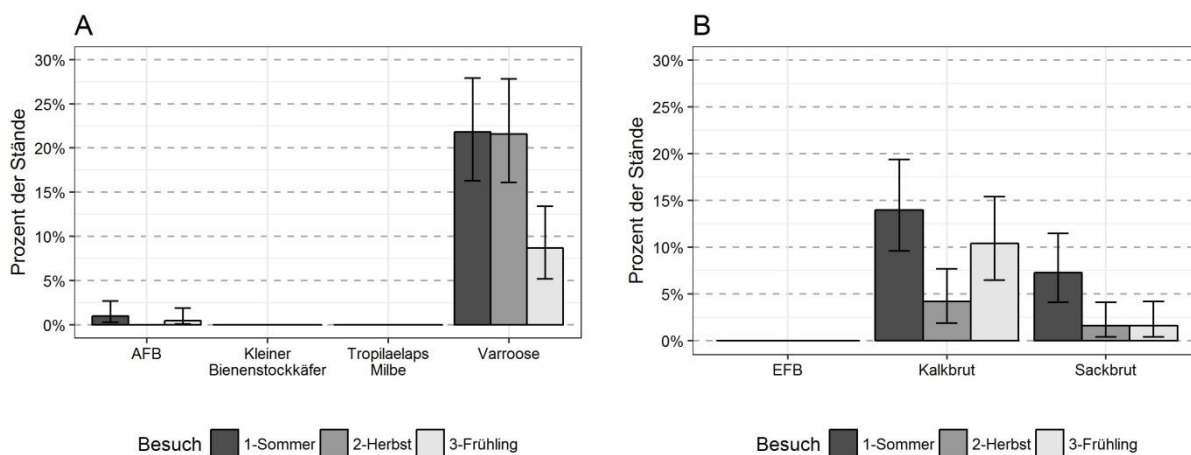 A
Prozent der Stände
30%
25%
20%
15%
10%
5%
0%
AFB
Kleiner
Bienenstockkäfer
Tropilaelaps
Milbe
Varroose
Besuch 1-Sommer 2-Herbst 3-Frühling
B
Prozent der Stände
30%
25%
20%
15%
10%
5%
0%
EFB
Kalkbrut
Sackbrut
Besuch 1-Sommer 2-Herbst 3-Frühling